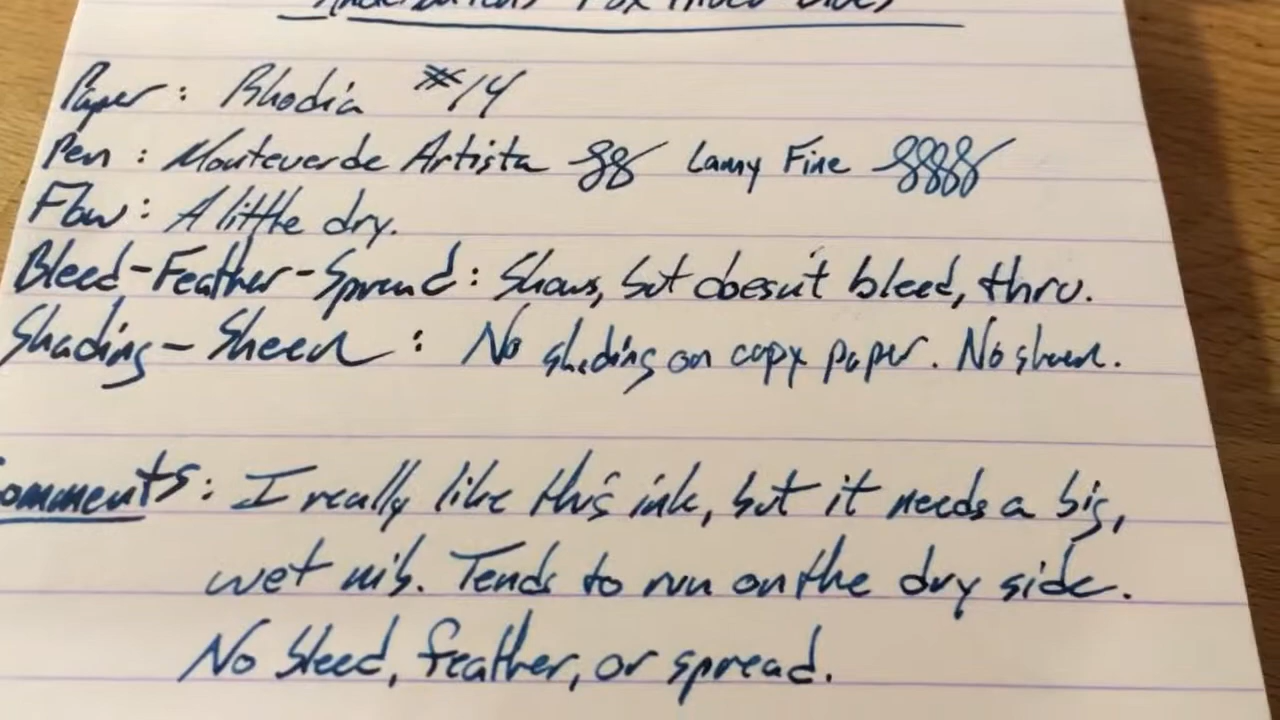 Paper: Rhodia #14
Pen: Monteverde Artista Lamy Fine
Flow: A little dry.
Bleed-Feather-Spread: Shows, but doesn't bleed, thru.
Shading-Sheen: No shading on copy paper. No sheen.
omments: I really like this ink, but it needs a big,
wet nib. Tends to run on the dry side.
No bleed, feather, or spread.